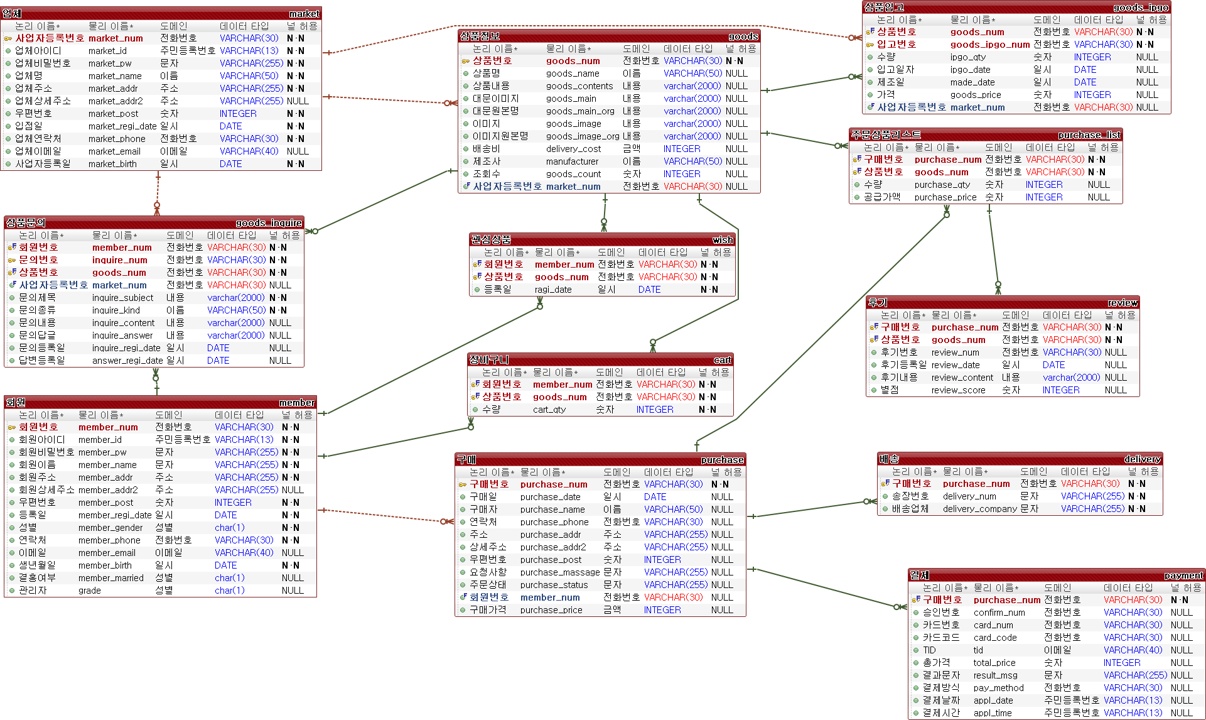 업체 market
논리 이름* 물리 이름* 도메인 데이터 타입 널 허용
사업자등록번호 market_num 전화번호 VARCHAR(30) N·N
업체아이디 market_id 주민등록번호 VARCHAR(13) N·N
업체비밀번호 market_pw 문자 VARCHAR(255) N·N
업체명 market_name 이름 VARCHAR(50) N·N
업체주소 market_addr 주소 VARCHAR(255) N·N
업체상세주소 market_addr2 주소 VARCHAR(255) NULL
우편번호 market_post 숫자 INTEGER N·N
입점일 market_regi_date 일시 DATE N·N
업체연락처 market_phone 전화번호 VARCHAR(30) N·N
업체이메일 market_email 이메일 VARCHAR(40) N·N
사업자등록일 market_birth 일시 DATE N·N
상품정보 goods
논리 이름* 물리 이름* 도메인 데이터 타입 널 허용
상품번호 goods_num 전화번호 VARCHAR(30) N·N
상품명 goods_name 이름 VARCHAR(50) NULL
상품내용 goods_contents 내용 varchar(2000) NULL
대문이미지 goods_main 내용 varchar(2000) NULL
대문원본명 goods_main_org 내용 varchar(2000) NULL
이미지 goods_image 내용 varchar(2000) NULL
이미지원본명 goods_image_org 내용 varchar(2000) NULL
배송비 delivery_cost 금액 INTEGER NULL
제조사 manufacturer 이름 VARCHAR(50) NULL
조회수 goods_count 숫자 INTEGER NULL
사업자등록번호 market_num 전화번호 VARCHAR(30) NULL
상품입고 goods_ipgo
논리 이름* 물리 이름* 도메인 데이터 타입 널 허용
상품번호 goods_num 전화번호 VARCHAR(30) N·N
입고번호 goods_ipgo_num 전화번호 VARCHAR(30) N·N
수량 ipgo_qty 숫자 INTEGER NULL
입고일자 ipgo_date 일시 DATE NULL
제조일 made_date 일시 DATE NULL
가격 goods_price 숫자 INTEGER NULL
사업자등록번호 market_num 전화번호 VARCHAR(30) NULL
주문상품리스트 purchase_list
논리 이름* 물리 이름* 도메인 데이터 타입 널 허용
구매번호 purchase_num 전화번호 VARCHAR(30) N·N
상품번호 goods_num 전화번호 VARCHAR(30) N·N
수량 purchase_qty 숫자 INTEGER NULL
공급가액 purchase_price 숫자 INTEGER NULL
상품문의 goods_inquire
논리 이름* 물리 이름* 도메인 데이터 타입 널 허용
회원번호 member_num 전화번호 VARCHAR(30) N·N
문의번호 inquire_num 전화번호 VARCHAR(30) N·N
상품번호 goods_num 전화번호 VARCHAR(30) N·N
사업자등록번호 market_num 전화번호 VARCHAR(30) NULL
문의제목 inquire_subject 내용 varchar(2000) N·N
문의종류 inquire_kind 이름 VARCHAR(50) N·N
문의내용 inquire_content 내용 varchar(2000) NULL
문의답글 inquire_answer 내용 varchar(2000) NULL
문의등록일 inquire_regi_date 일시 DATE NULL
답변등록일 answer_regi_date 일시 DATE NULL
관심상품 wish
논리 이름* 물리 이름* 도메인 데이터 타입 널 허용
회원번호 member_num 전화번호 VARCHAR(30) N·N
상품번호 goods_num 전화번호 VARCHAR(30) N·N
등록일 ragi_date 일시 DATE N·N
후기 review
논리 이름* 물리 이름* 도메인 데이터 타입 널 허용
구매번호 purchase_num 전화번호 VARCHAR(30) N·N
상품번호 goods_num 전화번호 VARCHAR(30) N·N
후기번호 review_num 전화번호 VARCHAR(30) NULL
후기등록일 review_date 일시 DATE NULL
후기내용 review_content 내용 varchar(2000) NULL
별점 review_score 숫자 INTEGER NULL
장바구니 cart
논리 이름* 물리 이름* 도메인 데이터 타입 널 허용
회원번호 member_num 전화번호 VARCHAR(30) N·N
상품번호 goods_num 전화번호 VARCHAR(30) N·N
수량 cart_qty 숫자 INTEGER N·N
회원 member
논리 이름* 물리 이름* 도메인 데이터 타입 널 허용
회원번호 member_num 전화번호 VARCHAR(30) N·N
회원아이디 member_id 주민등록번호 VARCHAR(13) N·N
회원비밀번호 member_pw 문자 VARCHAR(255) N·N
회원이름 member_name 문자 VARCHAR(255) N·N
회원주소 member_addr 주소 VARCHAR(255) N·N
회원상세주소 member_addr2 주소 VARCHAR(255) NULL
우편번호 member_post 숫자 INTEGER N·N
등록일 member_regi_date 일시 DATE N·N
성별 member_gender 성별 char(1) N·N
연락처 member_phone 전화번호 VARCHAR(30) N·N
이메일 member_email 이메일 VARCHAR(40) NULL
생년월일 member_birth 일시 DATE N·N
결혼여부 member_married 성별 char(1) NULL
관리자 grade 성별 char(1) NULL
구매 purchase
논리 이름* 물리 이름* 도메인 데이터 타입 널 허용
구매번호 purchase_num 전화번호 VARCHAR(30) N·N
구매일 purchase_date 일시 DATE NULL
구매자 purchase_name 이름 VARCHAR(50) NULL
연락처 purchase_phone 전화번호 VARCHAR(30) NULL
주소 purchase_addr 주소 VARCHAR(255) NULL
상세주소 purchase_addr2 주소 VARCHAR(255) NULL
우편번호 purchase_post 숫자 INTEGER NULL
요청사항 purchase_massage 문자 VARCHAR(255) NULL
주문상태 purchase_status 문자 VARCHAR(255) NULL
회원번호 member_num 전화번호 VARCHAR(30) NULL
구매가격 purchase_price 금액 INTEGER NULL
배송 delivery
논리 이름* 물리 이름* 도메인 데이터 타입 널 허용
구매번호 purchase_num 전화번호 VARCHAR(30) N·N
송장번호 delivery_num 문자 VARCHAR(255) N·N
배송업체 delivery_company 문자 VARCHAR(255) N·N
결제 payment
논리 이름* 물리 이름* 도메인 데이터 타입 널 허용
구매번호 purchase_num 전화번호 VARCHAR(30) N·N
승인번호 confirm_num 전화번호 VARCHAR(30) NULL
카드번호 card_num 전화번호 VARCHAR(30) NULL
카드코드 card_code 전화번호 VARCHAR(30) NULL
TID tid 이메일 VARCHAR(40) NULL
총가격 total_price 숫자 INTEGER NULL
결과문자 result_msg 문자 VARCHAR(255) NULL
결제방식 pay_method 전화번호 VARCHAR(30) NULL
결제날짜 appl_date 주민등록번호 VARCHAR(13) NULL
결제시간 appl_time 주민등록번호 VARCHAR(13) NULL